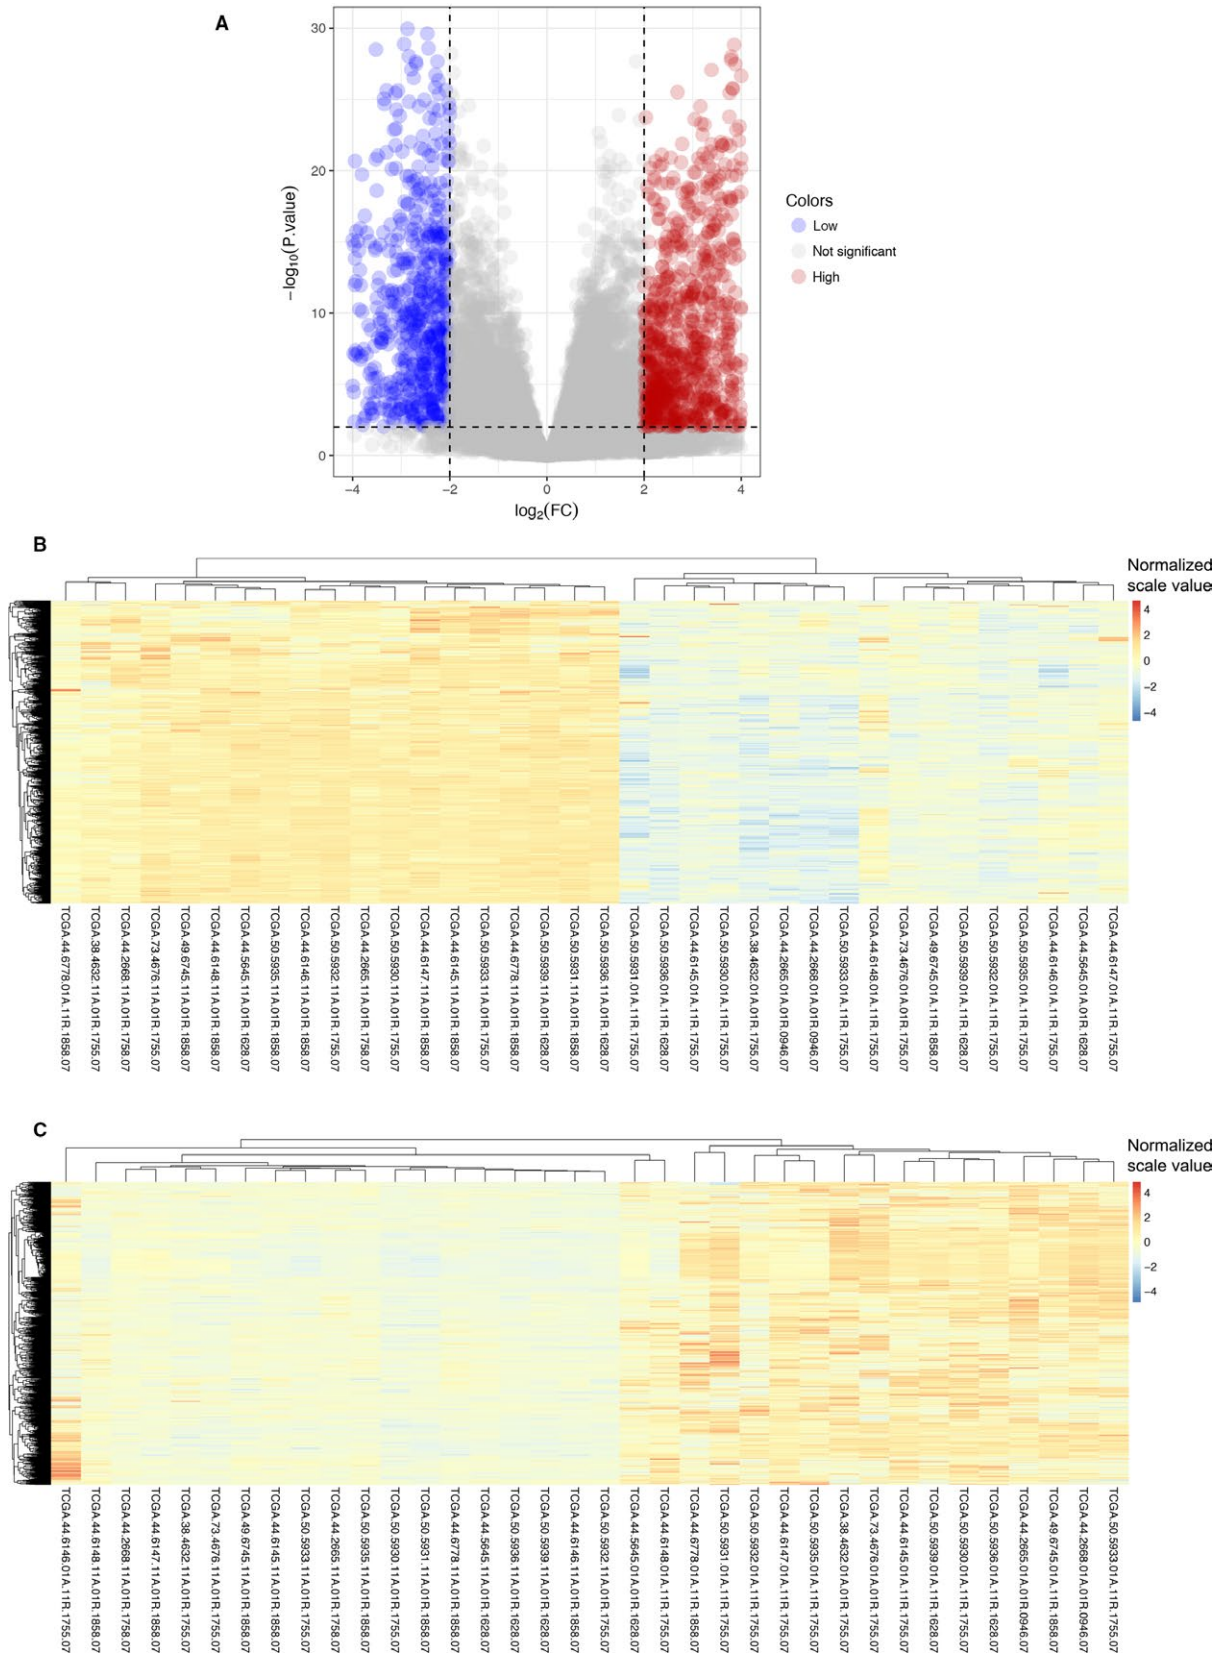 A
30
20
10
0
−log10(P.value)
−4
−2
0
2
4
log2(FC)
Colors
Low
Not significant
High
B
Normalized
scale value
4
2
0
−2
−4
TCGA.44.6778.01A.11R.1858.07
TCGA.38.4632.11A.01R.1755.07
TCGA.44.2668.11A.01R.1758.07
TCGA.73.4676.11A.01R.1755.07
TCGA.49.6745.11A.01R.1858.07
TCGA.44.6148.11A.01R.1858.07
TCGA.44.5645.11A.01R.1628.07
TCGA.50.5935.11A.01R.1858.07
TCGA.44.6146.11A.01R.1858.07
TCGA.50.5932.11A.01R.1755.07
TCGA.44.2665.11A.01R.1758.07
TCGA.50.5930.11A.01R.1755.07
TCGA.44.6147.11A.01R.1858.07
TCGA.44.6145.11A.01R.1858.07
TCGA.50.5933.11A.01R.1755.07
TCGA.44.6778.11A.01R.1858.07
TCGA.50.5939.11A.01R.1628.07
TCGA.50.5931.11A.01R.1858.07
TCGA.50.5936.11A.01R.1628.07
TCGA.50.5931.01A.11R.1755.07
TCGA.50.5936.01A.11R.1628.07
TCGA.44.6145.01A.11R.1755.07
TCGA.50.5930.01A.11R.1755.07
TCGA.38.4632.01A.01R.1755.07
TCGA.44.2665.01A.01R.0946.07
TCGA.44.2668.01A.01R.0946.07
TCGA.50.5933.01A.11R.1755.07
TCGA.44.6148.01A.11R.1755.07
TCGA.73.4676.01A.01R.1755.07
TCGA.49.6745.01A.11R.1858.07
TCGA.50.5939.01A.11R.1628.07
TCGA.50.5932.01A.11R.1755.07
TCGA.50.5935.01A.11R.1755.07
TCGA.44.6146.01A.11R.1755.07
TCGA.44.5645.01A.01R.1628.07
TCGA.44.6147.01A.11R.1755.07
C
Normalized
scale value
4
2
0
−2
−4
TCGA.44.6146.01A.11R.1755.07
TCGA.44.6148.11A.01R.1858.07
TCGA.44.2668.11A.01R.1758.07
TCGA.44.6147.11A.01R.1858.07
TCGA.38.4632.11A.01R.1755.07
TCGA.73.4676.11A.01R.1755.07
TCGA.49.6745.11A.01R.1858.07
TCGA.44.6145.11A.01R.1858.07
TCGA.50.5933.11A.01R.1755.07
TCGA.44.2665.11A.01R.1758.07
TCGA.50.5935.11A.01R.1858.07
TCGA.50.5930.11A.01R.1755.07
TCGA.50.5931.11A.01R.1858.07
TCGA.44.6778.11A.01R.1858.07
TCGA.44.5645.11A.01R.1628.07
TCGA.50.5936.11A.01R.1628.07
TCGA.50.5939.11A.01R.1628.07
TCGA.44.6146.11A.01R.1858.07
TCGA.50.5932.11A.01R.1755.07
TCGA.44.5645.01A.01R.1628.07
TCGA.44.6148.01A.11R.1755.07
TCGA.44.6778.01A.11R.1858.07
TCGA.50.5931.01A.11R.1755.07
TCGA.50.5932.01A.11R.1755.07
TCGA.44.6147.01A.11R.1755.07
TCGA.50.5935.01A.11R.1755.07
TCGA.38.4632.01A.01R.1755.07
TCGA.73.4676.01A.01R.1755.07
TCGA.44.6145.01A.11R.1755.07
TCGA.50.5939.01A.11R.1628.07
TCGA.50.5930.01A.11R.1755.07
TCGA.50.5936.01A.11R.1628.07
TCGA.44.2665.01A.01R.0946.07
TCGA.49.6745.01A.11R.1858.07
TCGA.44.2668.01A.01R.0946.07
TCGA.50.5933.01A.11R.1755.07